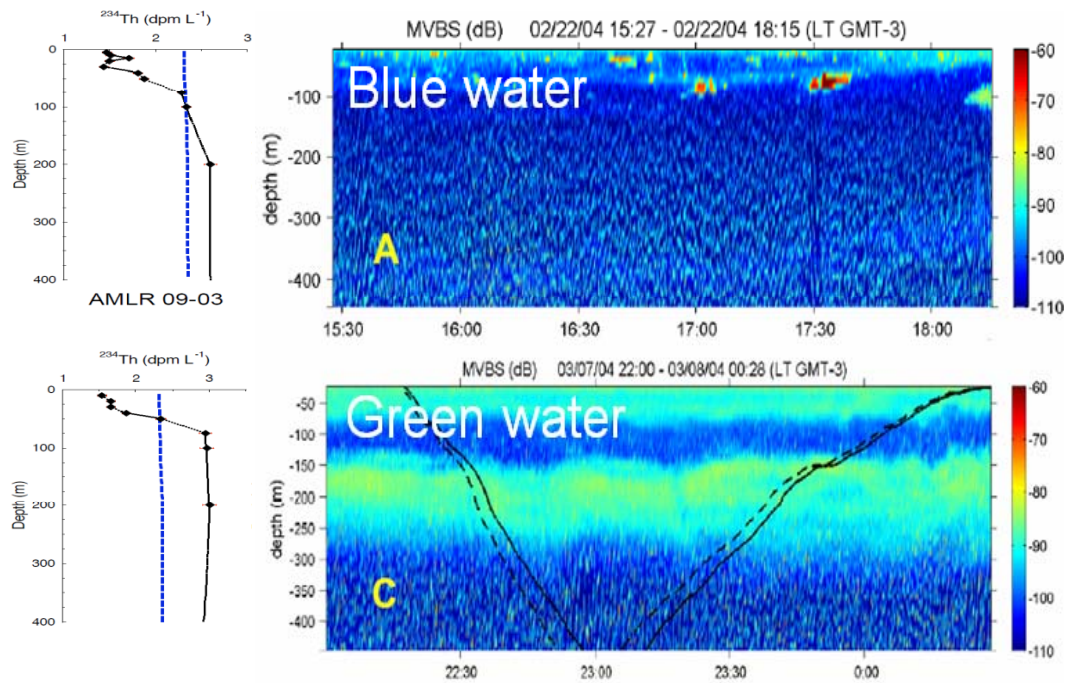 ²³⁴Th (dpm L⁻¹)
1 2 3
0
100
200
300
400
Depth (m)
AMLR 09-03
MVBS (dB) 02/22/04 15:27 - 02/22/04 18:15 (LT GMT-3)
Blue water
-100
-200
-300
-400
depth (m)
A
15:30 16:00 16:30 17:00 17:30 18:00
-60
-70
-80
-90
-100
-110
²³⁴Th (dpm L⁻¹)
1 2 3
0
100
200
300
400
Depth (m)
MVBS (dB) 03/07/04 22:00 - 03/08/04 00:28 (LT GMT-3)
Green water
-50
-100
-150
-200
-250
-300
-350
-400
depth (m)
C
22:30 23:00 23:30 0:00
-60
-70
-80
-90
-100
-110